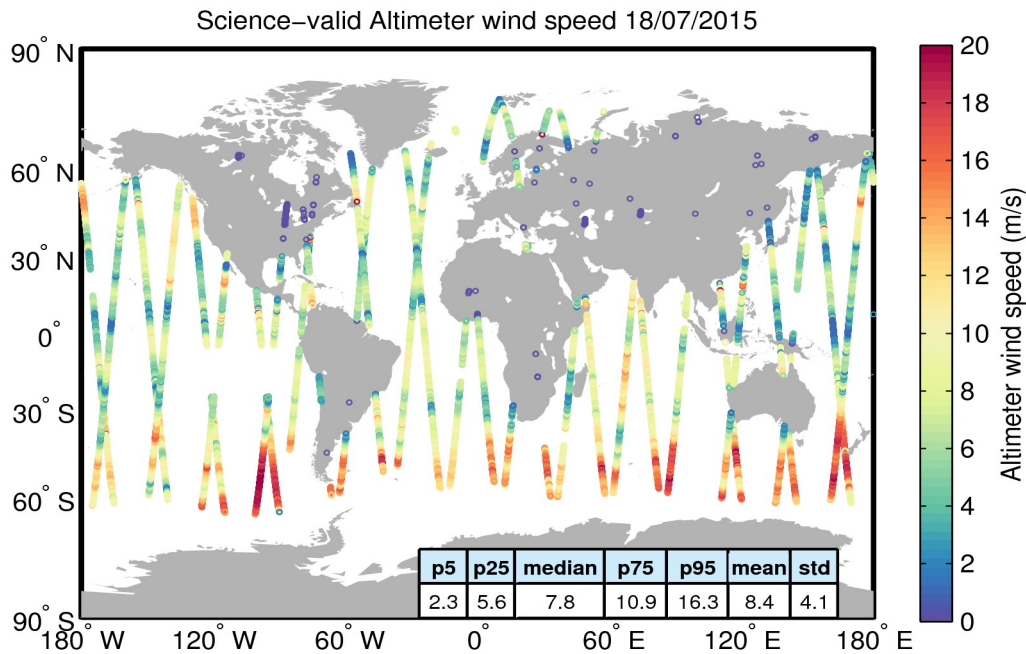 Science−valid Altimeter wind speed 18/07/2015
90° N
60° N
30° N
0°
30° S
60° S
90° S
180° W
120° W
60° W
0°
60° E
120° E
180° E
p5 p25 median p75 p95 mean std
2.3 5.6 7.8 10.9 16.3 8.4 4.1
20
18
16
14
12
10
8
6
4
2
0
Altimeter wind speed (m/s)